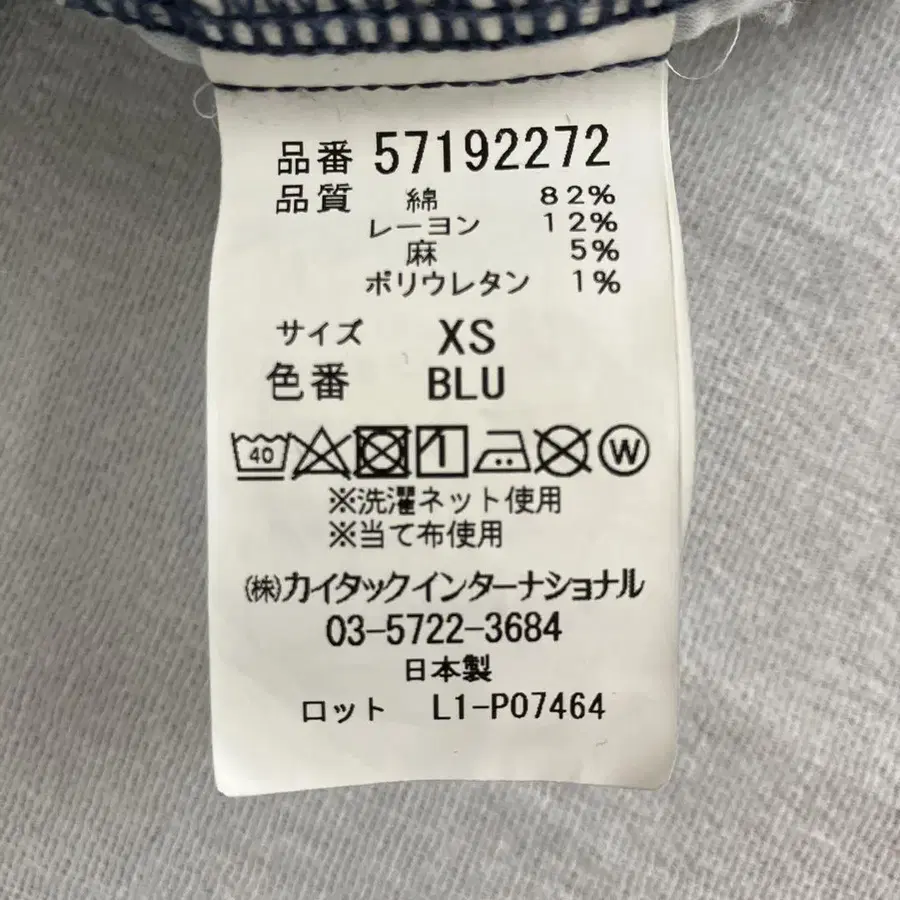 品番 57192272
品質 綿 82%
レーヨン 12%
麻 5%
ポリウレタン 1%
サイズ XS
色番 BLU
40 W
※洗濯ネット使用
※当て布使用
㈱カイタックインターナショナル
03-5722-3684
日本製
ロット L1-P07464